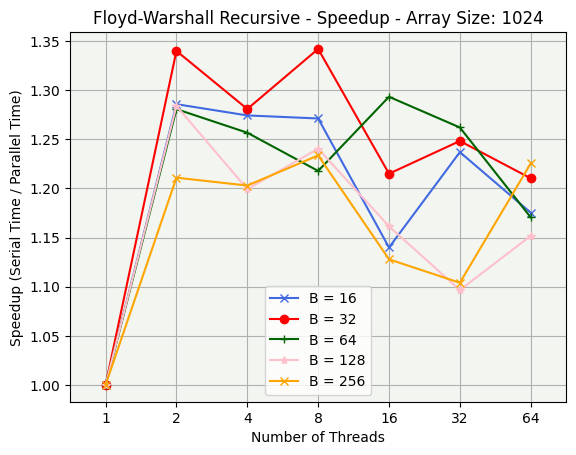 Floyd-Warshall Recursive - Speedup - Array Size: 1024
Speedup (Serial Time / Parallel Time)
1.35
1.30
1.25
1.20
1.15
1.10
1.05
1.00
B = 16
B = 32
B = 64
B = 128
B = 256
1 2 4 8 16 32 64
Number of Threads